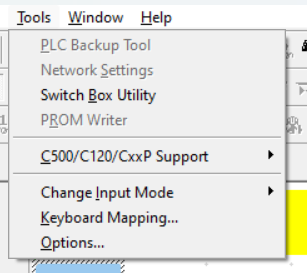 Tools Window Help
PLC Backup Tool
Network Settings
Switch Box Utility
PROM Writer
C500/C120/CxxP Support
Change Input Mode
Keyboard Mapping...
Options...